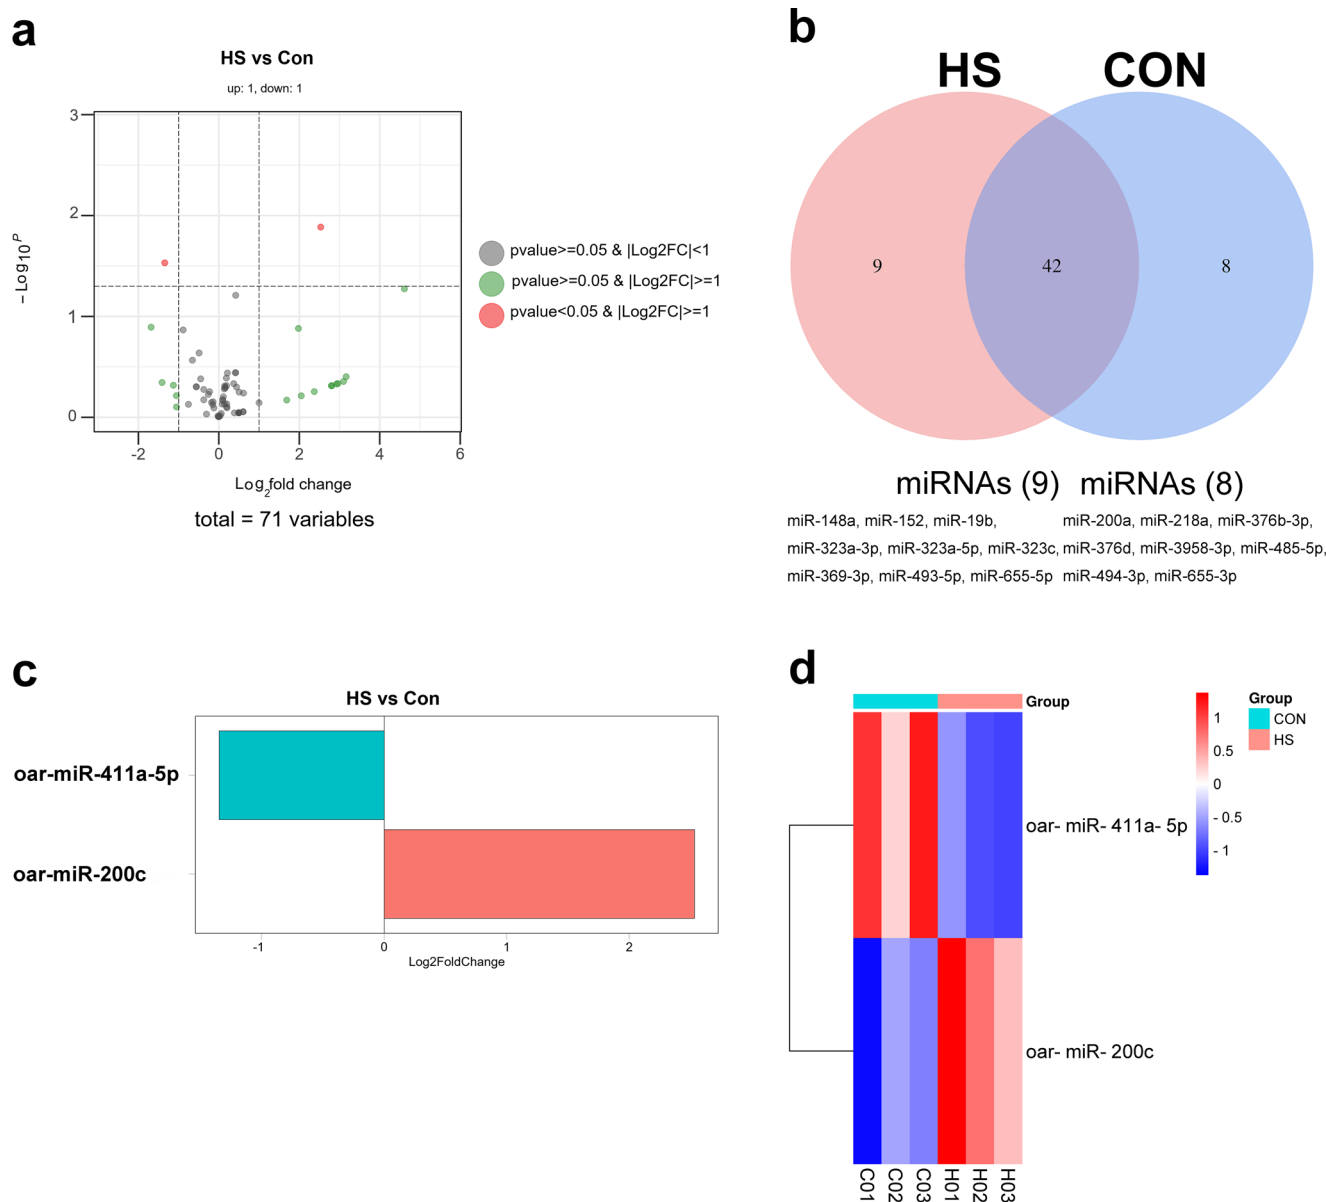 a
HS vs Con
up: 1, down: 1
3
2
1
0
-2
0
2
4
6
– Log10P
Log2fold change
total = 71 variables
pvalue>=0.05 & |Log2FC|<1
pvalue>=0.05 & |Log2FC|>=1
pvalue<0.05 & |Log2FC|>=1
b
HS CON
9 42 8
miRNAs (9) miRNAs (8)
miR-148a, miR-152, miR-19b,
miR-323a-3p, miR-323a-5p, miR-323c,
miR-369-3p, miR-493-5p, miR-655-5p
miR-200a, miR-218a, miR-376b-3p,
miR-376d, miR-3958-3p, miR-485-5p,
miR-494-3p, miR-655-3p
c
HS vs Con
oar-miR-411a-5p
oar-miR-200c
-1 0 1 2
Log2FoldChange
d
Group
oar- miR- 411a- 5p
oar- miR- 200c
C01
C02
C03
H01
H02
H03
1
0.5
0
- 0.5
- 1
Group
CON
HS